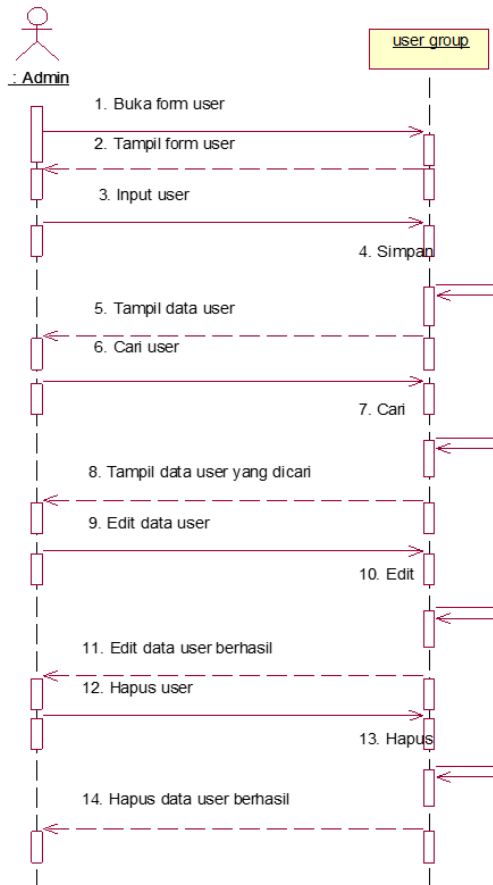 : Admin
user group
1. Buka form user
2. Tampil form user
3. Input user
4. Simpan
5. Tampil data user
6. Cari user
7. Cari
8. Tampil data user yang dicari
9. Edit data user
10. Edit
11. Edit data user berhasil
12. Hapus user
13. Hapus
14. Hapus data user berhasil